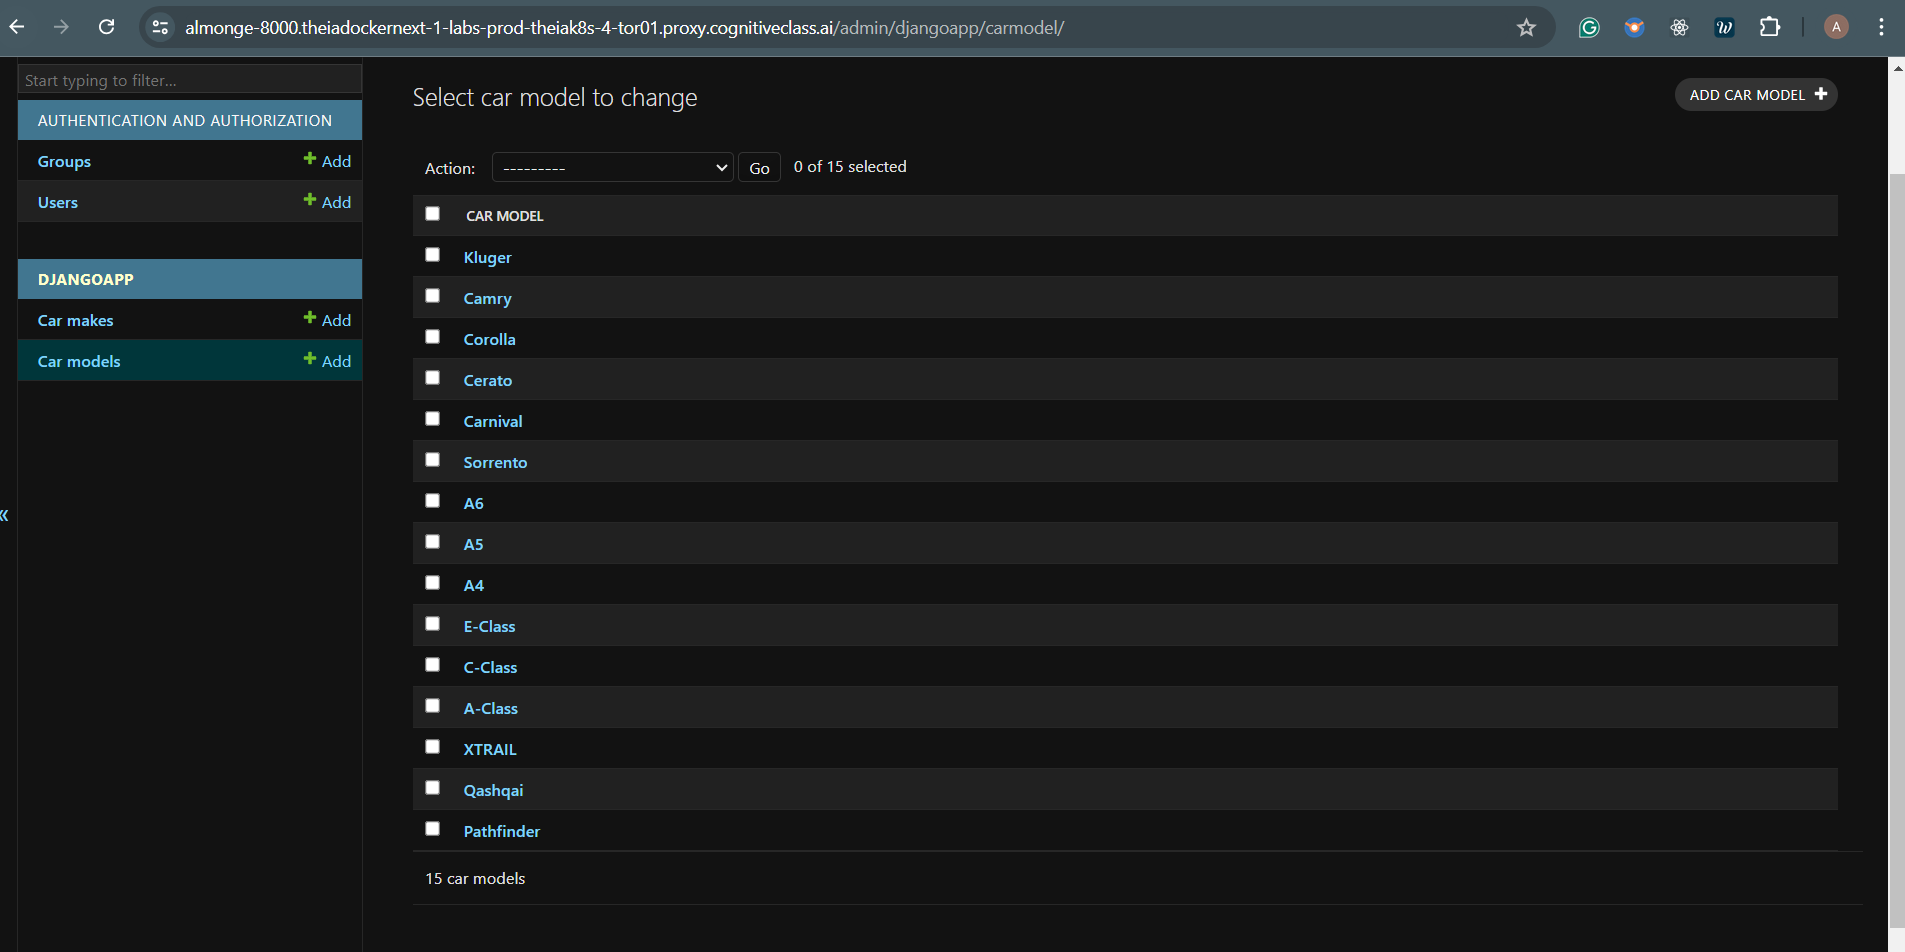 almonge-8000.theiadockernext-1-labs-prod-theiak8s-4-tor01.proxy.cognitiveclass.ai/admin/djangoapp/carmodel/
A
Start typing to filter...
AUTHENTICATION AND AUTHORIZATION
Groups + Add
Users + Add
DJANGOAPP
Car makes + Add
Car models + Add
«
Select car model to change
ADD CAR MODEL +
Action: --------- Go 0 of 15 selected
CAR MODEL
Kluger
Camry
Corolla
Cerato
Carnival
Sorrento
A6
A5
A4
E-Class
C-Class
A-Class
XTRAIL
Qashqai
Pathfinder
15 car models